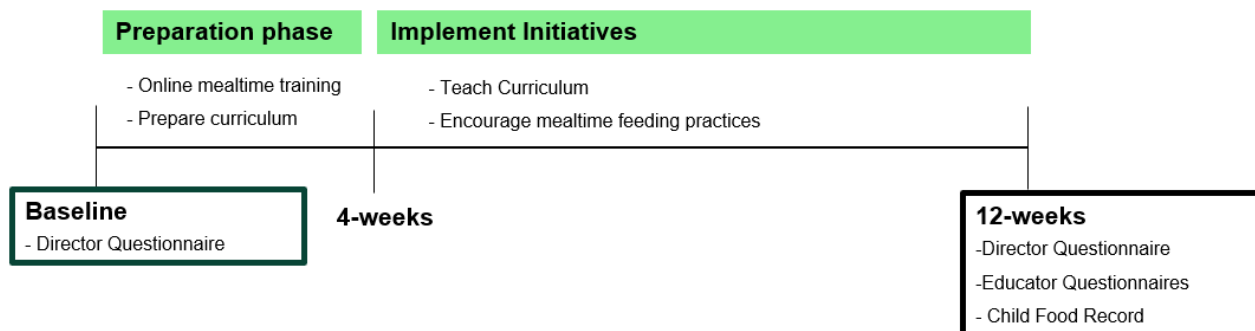 Preparation phase
Implement Initiatives
- Online mealtime training
- Prepare curriculum
- Teach Curriculum
- Encourage mealtime feeding practices
Baseline
- Director Questionnaire
4-weeks
12-weeks
-Director Questionnaire
-Educator Questionnaires
- Child Food Record